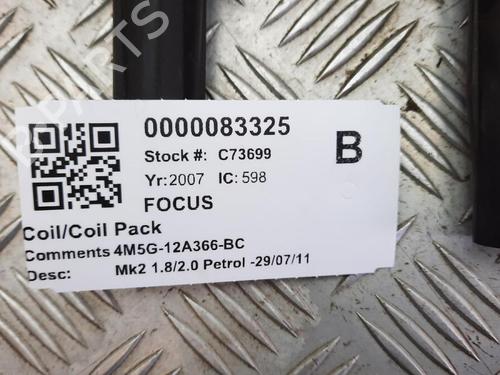 0000083325
Stock #: C73699
B
Yr:2007 IC: 598
FOCUS
Coil/Coil Pack
Comments 4M5G-12A366-BC
Desc: Mk2 1.8/2.0 Petrol -29/07/11